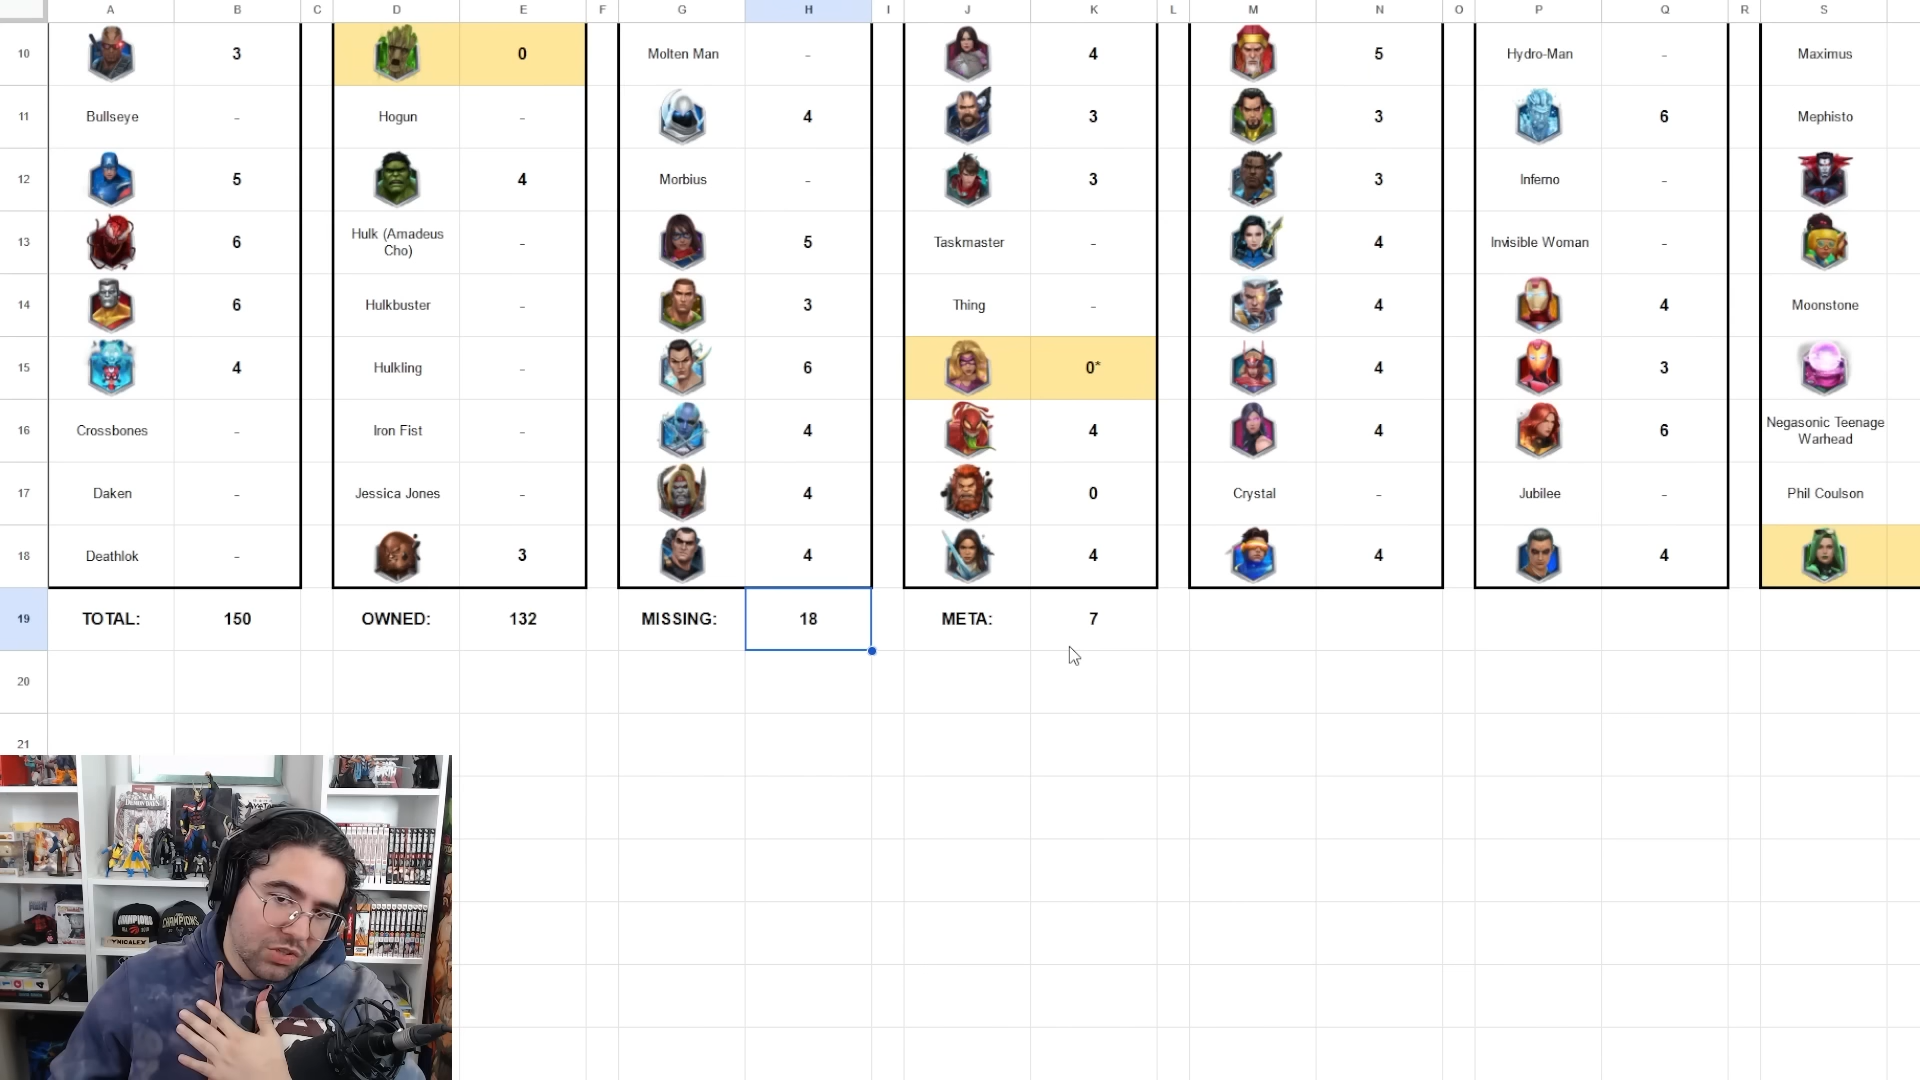 A B C D E F G H I J K L M N O P Q R S
10 3 0 Molten Man - 4 5 Hydro-Man - Maximus
11 Bullseye - Hogun - 4 3 3 6 Mephisto
12 5 4 Morbius - 3 3 Inferno -
13 6 Hulk (Amadeus
Cho) - 5 Taskmaster - 4 Invisible Woman -
14 6 Hulkbuster - 3 Thing - 4 4 Moonstone
15 4 Hulkling - 6 0* 4 3
16 Crossbones - Iron Fist - 4 4 4 6 Negasonic Teenage
Warhead
17 Daken - Jessica Jones - 4 0 Crystal - Jubilee - Phil Coulson
18 Deathlok - 3 4 4 4 4
19 TOTAL: 150 OWNED: 132 MISSING: 18 META: 7
20
21